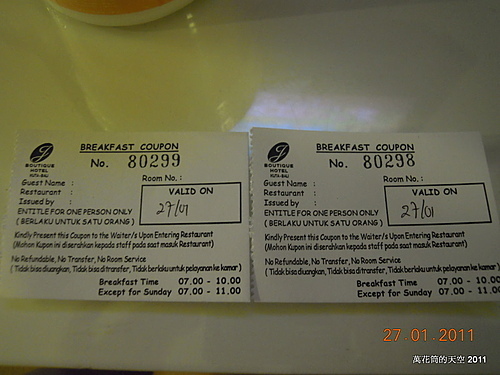 J
BOUTIQUE
HOTEL
KUTA-BALI
BREAKFAST COUPON
No. 80299
Room No. :
Guest Name :
Restaurant :
Issued by :
VALID ON
27/01
ENTITLE FOR ONE PERSON ONLY
( BERLAKU UNTUK SATU ORANG )
Kindly Present this Coupon to the Waiter/s Upon Entering Restaurant
(Mohon Kupon ini diserahkan kepada staff pada saat masuk Restaurant)
No Refundable, No Transfer, No Room Service
( Tidak bisa diuangkan, Tidak bisa ditransfer, Tidak berlaku untuk pelayanan ke kamar )
Breakfast Time 07.00 - 10.00
Except for Sunday 07.00 - 11.00
J
BOUTIQUE
HOTEL
KUTA-BALI
BREAKFAST COUPON
No. 80298
Room No. :
Guest Name :
Restaurant :
Issued by :
VALID ON
27/01
ENTITLE FOR ONE PERSON ONLY
( BERLAKU UNTUK SATU ORANG )
Kindly Present this Coupon to the Waiter/s Upon Entering Restaurant
(Mohon Kupon ini diserahkan kepada staff pada saat masuk Restaurant)
No Refundable, No Transfer, No Room Service
( Tidak bisa diuangkan, Tidak bisa ditransfer, Tidak berlaku untuk pelayanan ke kamar )
Breakfast Time 07.00 - 10.00
Except for Sunday 07.00 - 11.00
27.01.2011
萬花筒的天空 2011